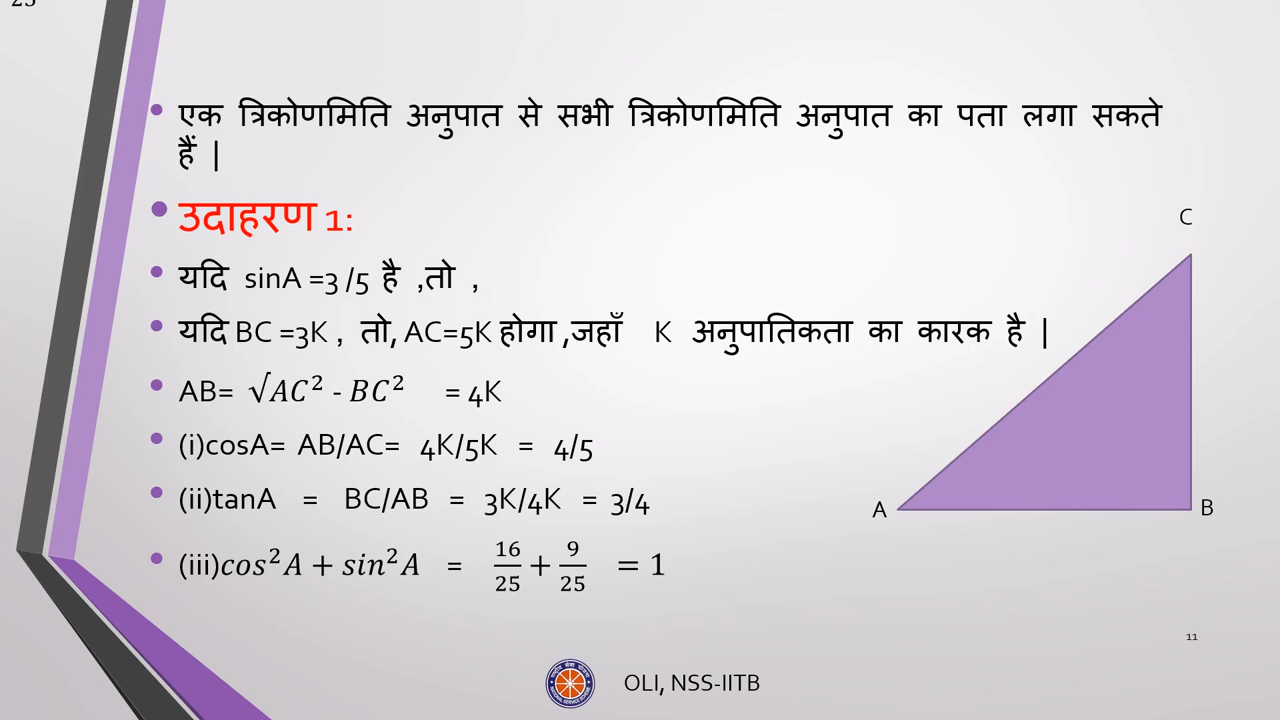 25
एक त्रिकोणमिति अनुपात से सभी त्रिकोणमिति अनुपात का पता लगा सकते
हैं |
उदाहरण 1:
C
यदि sinA =3 /5 है ,तो ,
यदि BC =3K , तो, AC=5K होगा ,जहाँ K अनुपातिकता का कारक है |
AB= √𝐴𝐶² - 𝐵𝐶² = 4K
(i)cosA= AB/AC= 4K/5K = 4/5
(ii)tanA = BC/AB = 3K/4K = 3/4
A
B
(iii)𝑐𝑜𝑠²𝐴 + 𝑠𝑖𝑛²𝐴 = 16/25 + 9/25 = 1
11
OLI, NSS-IITB